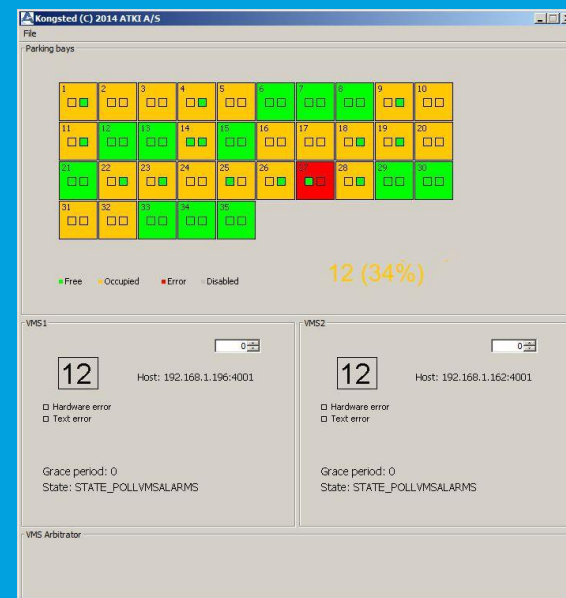 Kongsted (C) 2014 ATKI A/S
File
Parking bays
1 2 3 4 5 6 7 8 9 10
11 12 13 14 15 16 17 18 19 20
21 22 23 24 25 26 27 28 29 30
31 32 33 34 35
Free Occupied Error Disabled
12 (34%)
VMS1
0
12
Host: 192.168.1.196:4001
Hardware error
Text error
Grace period: 0
State: STATE_POLLVMSALARMS
VMS2
0
12
Host: 192.168.1.162:4001
Hardware error
Text error
Grace period: 0
State: STATE_POLLVMSALARMS
VMS Arbitrator